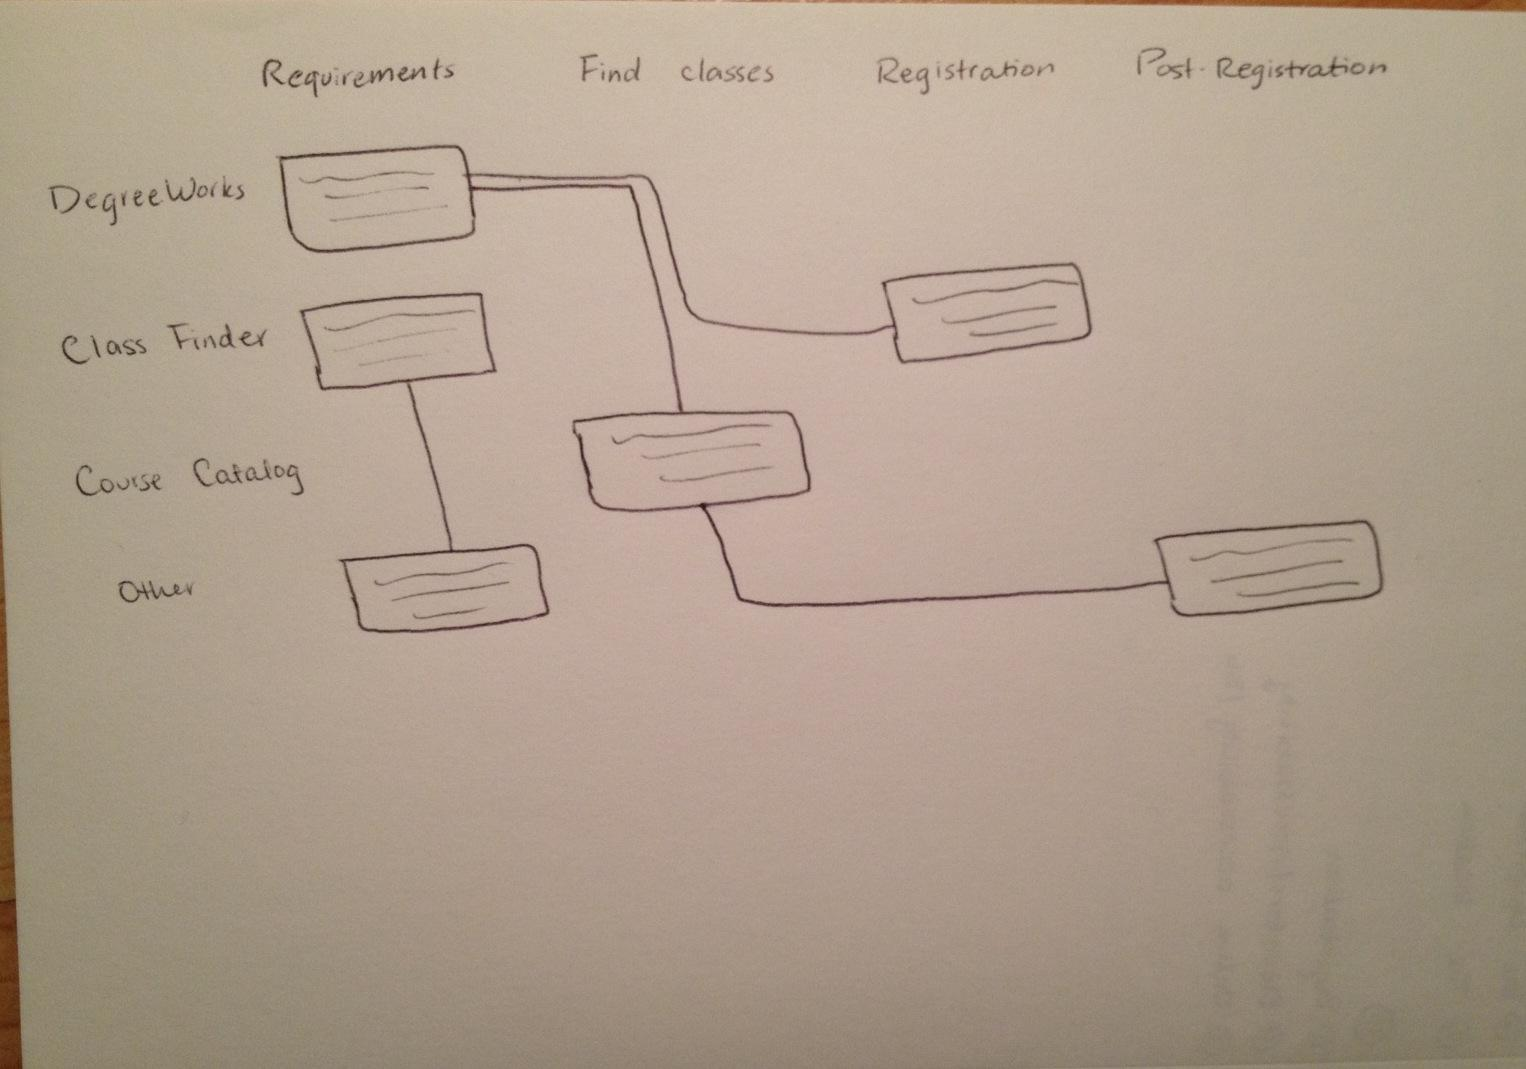 Requirements Find classes Registration Post-Registration
DegreeWorks
Class Finder
Course Catalog
Other